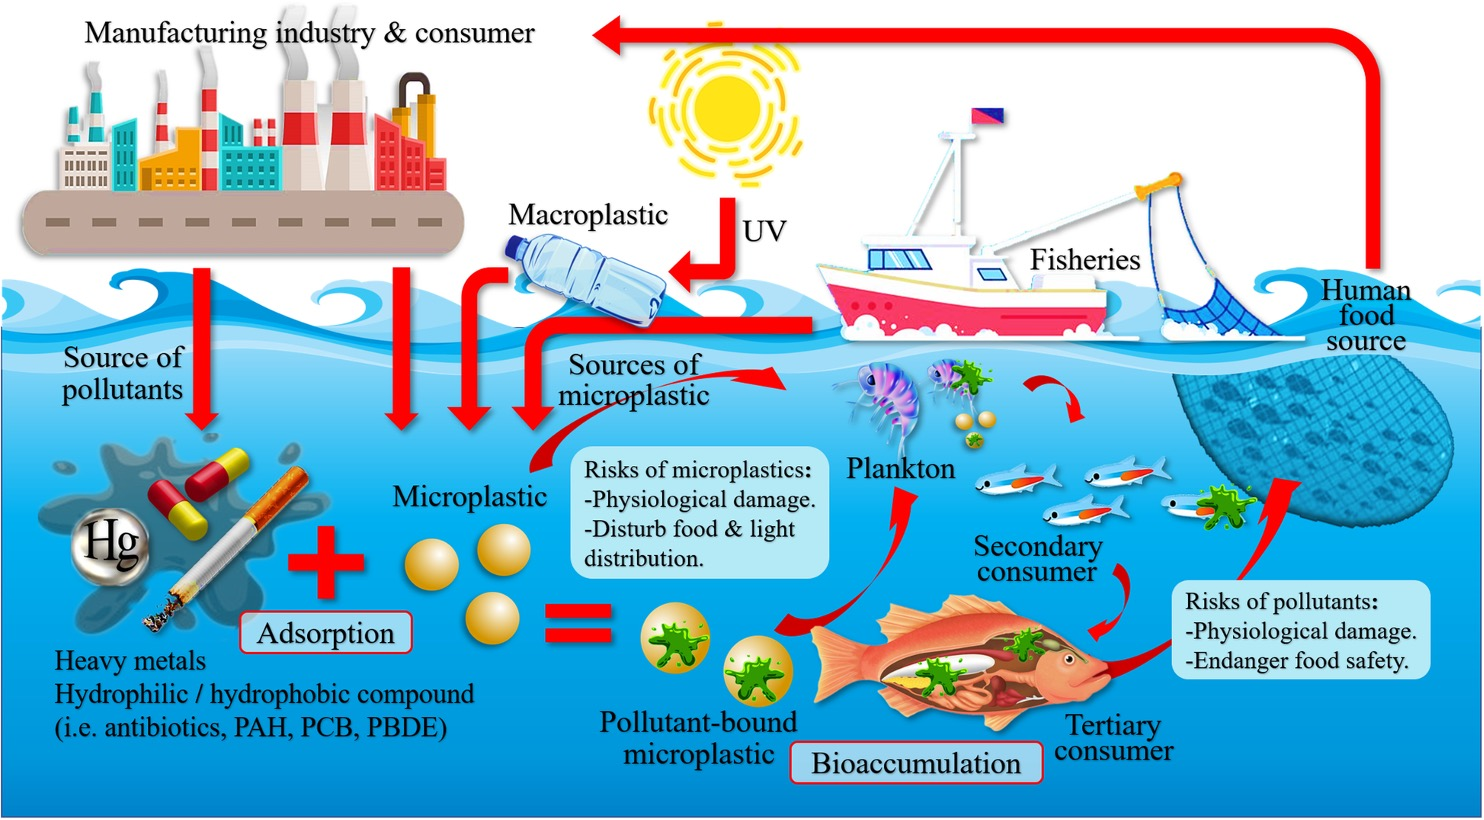 Manufacturing industry & consumer
Macroplastic
UV
Fisheries
Human
food
source
Source of
pollutants
Sources of
microplastic
Risks of microplastics:
-Physiological damage.
-Disturb food & light
distribution.
Plankton
Microplastic
Hg
Secondary
consumer
Adsorption
Risks of pollutants:
-Physiological damage.
-Endanger food safety.
Heavy metals
Hydrophilic / hydrophobic compound
(i.e. antibiotics, PAH, PCB, PBDE)
Pollutant-bound
microplastic
Tertiary
consumer
Bioaccumulation